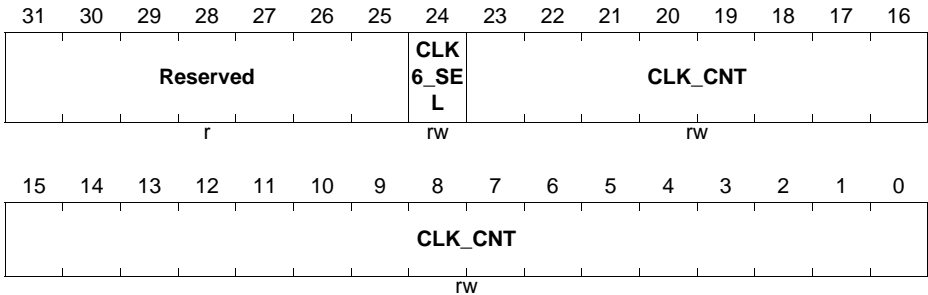 31 30 29 28 27 26 25 24 23 22 21 20 19 18 17 16
Reserved
CLK
6_SE
L
CLK_CNT
r rw rw
15 14 13 12 11 10 9 8 7 6 5 4 3 2 1 0
CLK_CNT
rw